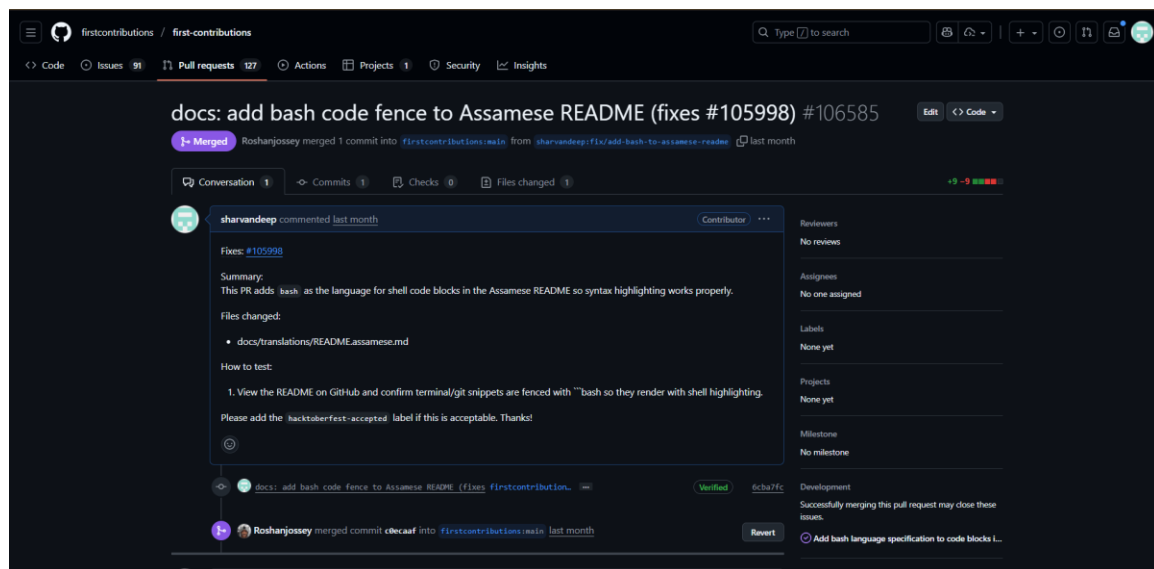 firstcontributions / first-contributions
Type / to search
Code Issues 91 Pull requests 127 Actions Projects 1 Security Insights
docs: add bash code fence to Assamese README (fixes #105998) #106585
Edit <> Code
Merged Roshanjossey merged 1 commit into firstcontributions:main from sharvandeep:fix/add-bash-to-assamese-readme last month
Conversation 1 Commits 1 Checks 0 Files changed 1
+9 −9
sharvandeep commented last month
Contributor ...
Fixes: #105998
Summary:
This PR adds bash as the language for shell code blocks in the Assamese README so syntax highlighting works properly.
Files changed:
• docs/translations/README.assamese.md
How to test:
1. View the README on GitHub and confirm terminal/git snippets are fenced with ```bash so they render with shell highlighting.
Please add the hacktoberfest-accepted label if this is acceptable. Thanks!
docs: add bash code fence to Assamese README (fixes firstcontribution… ...
Verified 6cba7fc
Roshanjossey merged commit c0ecaaf into firstcontributions:main last month
Revert
Reviewers
No reviews
Assignees
No one assigned
Labels
None yet
Projects
None yet
Milestone
No milestone
Development
Successfully merging this pull request may close these
issues.
Add bash language specification to code blocks i...